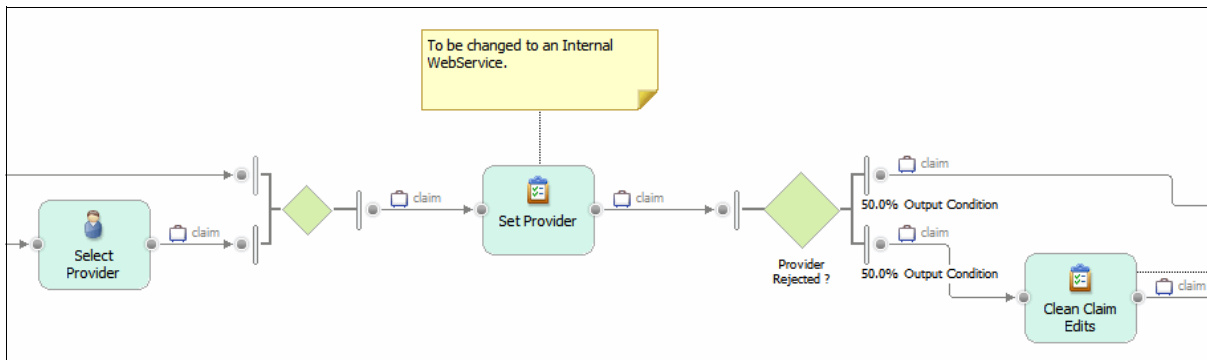 To be changed to an Internal
WebService.
Select
Provider
claim
claim
Set Provider
claim
Provider
Rejected ?
claim
50.0% Output Condition
claim
50.0% Output Condition
Clean Claim
Edits
claim